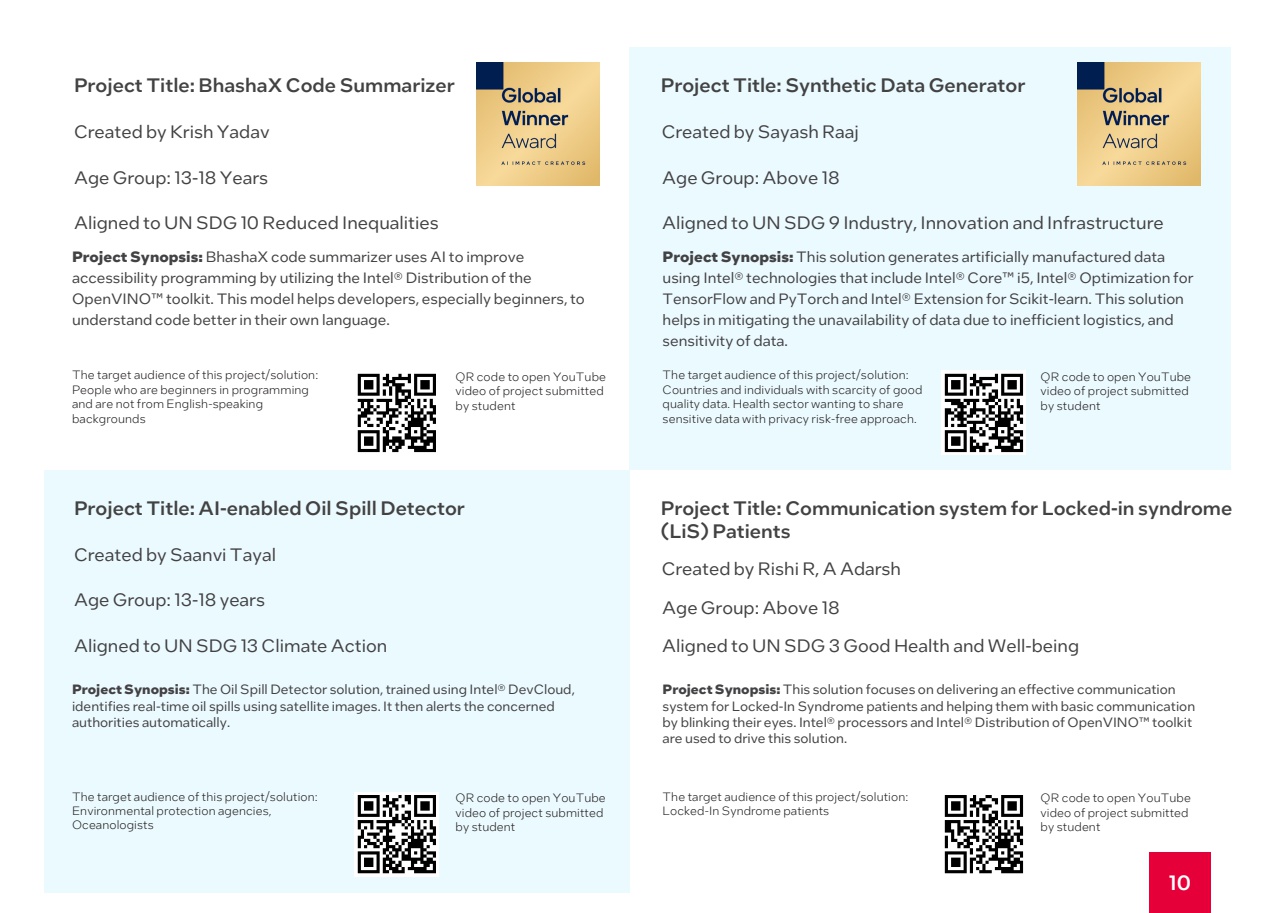 Project Title: BhashaX Code Summarizer
Created by Krish Yadav
Age Group: 13-18 Years
Aligned to UN SDG 10 Reduced Inequalities
Global
Winner
Award
AI IMPACT CREATORS
Project Synopsis: BhashaX code summarizer uses AI to improve
accessibility programming by utilizing the Intel® Distribution of the
OpenVINO™ toolkit. This model helps developers, especially beginners, to
understand code better in their own language.
The target audience of this project/solution:
People who are beginners in programming
and are not from English-speaking
backgrounds
QR code to open YouTube
video of project submitted
by student
Project Title: Synthetic Data Generator
Created by Sayash Raaj
Age Group: Above 18
Aligned to UN SDG 9 Industry, Innovation and Infrastructure
Global
Winner
Award
AI IMPACT CREATORS
Project Synopsis: This solution generates artificially manufactured data
using Intel® technologies that include Intel® Core™ i5, Intel® Optimization for
TensorFlow and PyTorch and Intel® Extension for Scikit-learn. This solution
helps in mitigating the unavailability of data due to inefficient logistics, and
sensitivity of data.
The target audience of this project/solution:
Countries and individuals with scarcity of good
quality data. Health sector wanting to share
sensitive data with privacy risk-free approach.
QR code to open YouTube
video of project submitted
by student
Project Title: AI-enabled Oil Spill Detector
Created by Saanvi Tayal
Age Group: 13-18 years
Aligned to UN SDG 13 Climate Action
Project Synopsis: The Oil Spill Detector solution, trained using Intel® DevCloud,
identifies real-time oil spills using satellite images. It then alerts the concerned
authorities automatically.
The target audience of this project/solution:
Environmental protection agencies,
Oceanologists
QR code to open YouTube
video of project submitted
by student
Project Title: Communication system for Locked-in syndrome
(LiS) Patients
Created by Rishi R, A Adarsh
Age Group: Above 18
Aligned to UN SDG 3 Good Health and Well-being
Project Synopsis: This solution focuses on delivering an effective communication
system for Locked-In Syndrome patients and helping them with basic communication
by blinking their eyes. Intel® processors and Intel® Distribution of OpenVINO™ toolkit
are used to drive this solution.
The target audience of this project/solution:
Locked-In Syndrome patients
QR code to open YouTube
video of project submitted
by student
10